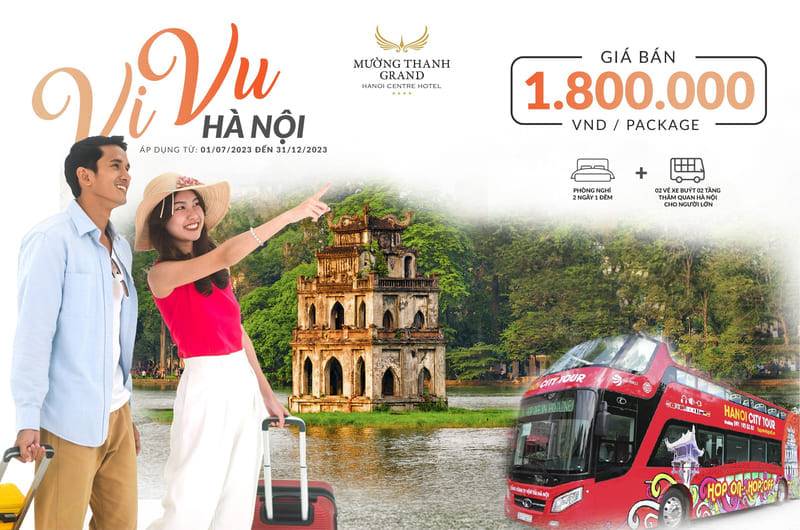 Vi Vu
HÀ NỘI
ÁP DỤNG TỪ: 01/07/2023 ĐẾN 31/12/2023
MƯỜNG THANH
GRAND
HANOI CENTRE HOTEL
GIÁ BÁN
1.800.000
VND / PACKAGE
PHÒNG NGHỈ
2 NGÀY 1 ĐÊM
+
02 VÉ XE BUÝT 02 TẦNG
THĂM QUAN HÀ NỘI
CHO NGƯỜI LỚN
CITY TOUR
HANOI CITY TOUR
HOP ON - HOP OFF